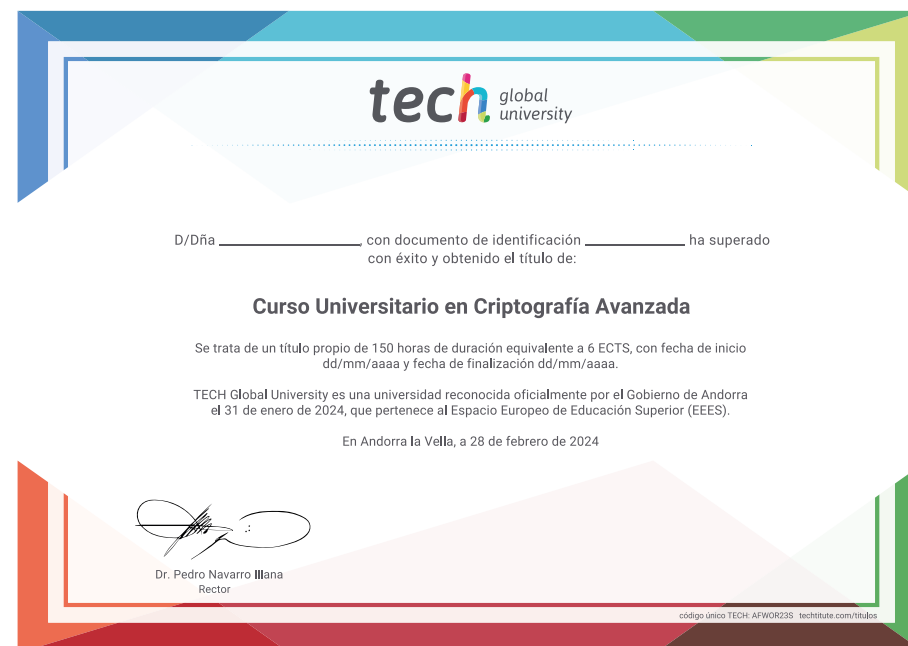 tech global university
D/Dña ______________, con documento de identificación __________ ha superado
con éxito y obtenido el título de:
Curso Universitario en Criptografía Avanzada
Se trata de un título propio de 150 horas de duración equivalente a 6 ECTS, con fecha de inicio
dd/mm/aaaa y fecha de finalización dd/mm/aaaa.
TECH Global University es una universidad reconocida oficialmente por el Gobierno de Andorra
el 31 de enero de 2024, que pertenece al Espacio Europeo de Educación Superior (EEES).
En Andorra la Vella, a 28 de febrero de 2024
Dr. Pedro Navarro Illana
Rector
código único TECH: AFWOR23S techtitute.com/titulos